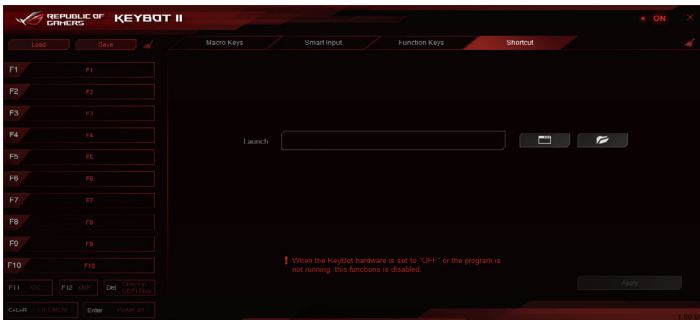 REPUBLIC OF
GAMERS
KEYBOT II
ON
Load
Save
Macro Keys
Smart Input
Function Keys
Shortcut
F1 F1
F2 F2
F3 F3
F4 F4
F5 F5
F6 F6
F7 F7
F8 F8
F9 F9
F10 F10
F11
F12
Del
Enter
Launch
! When the KeyBot hardware is set to "OFF" or the program is
not running, this functions is disabled.
Apply